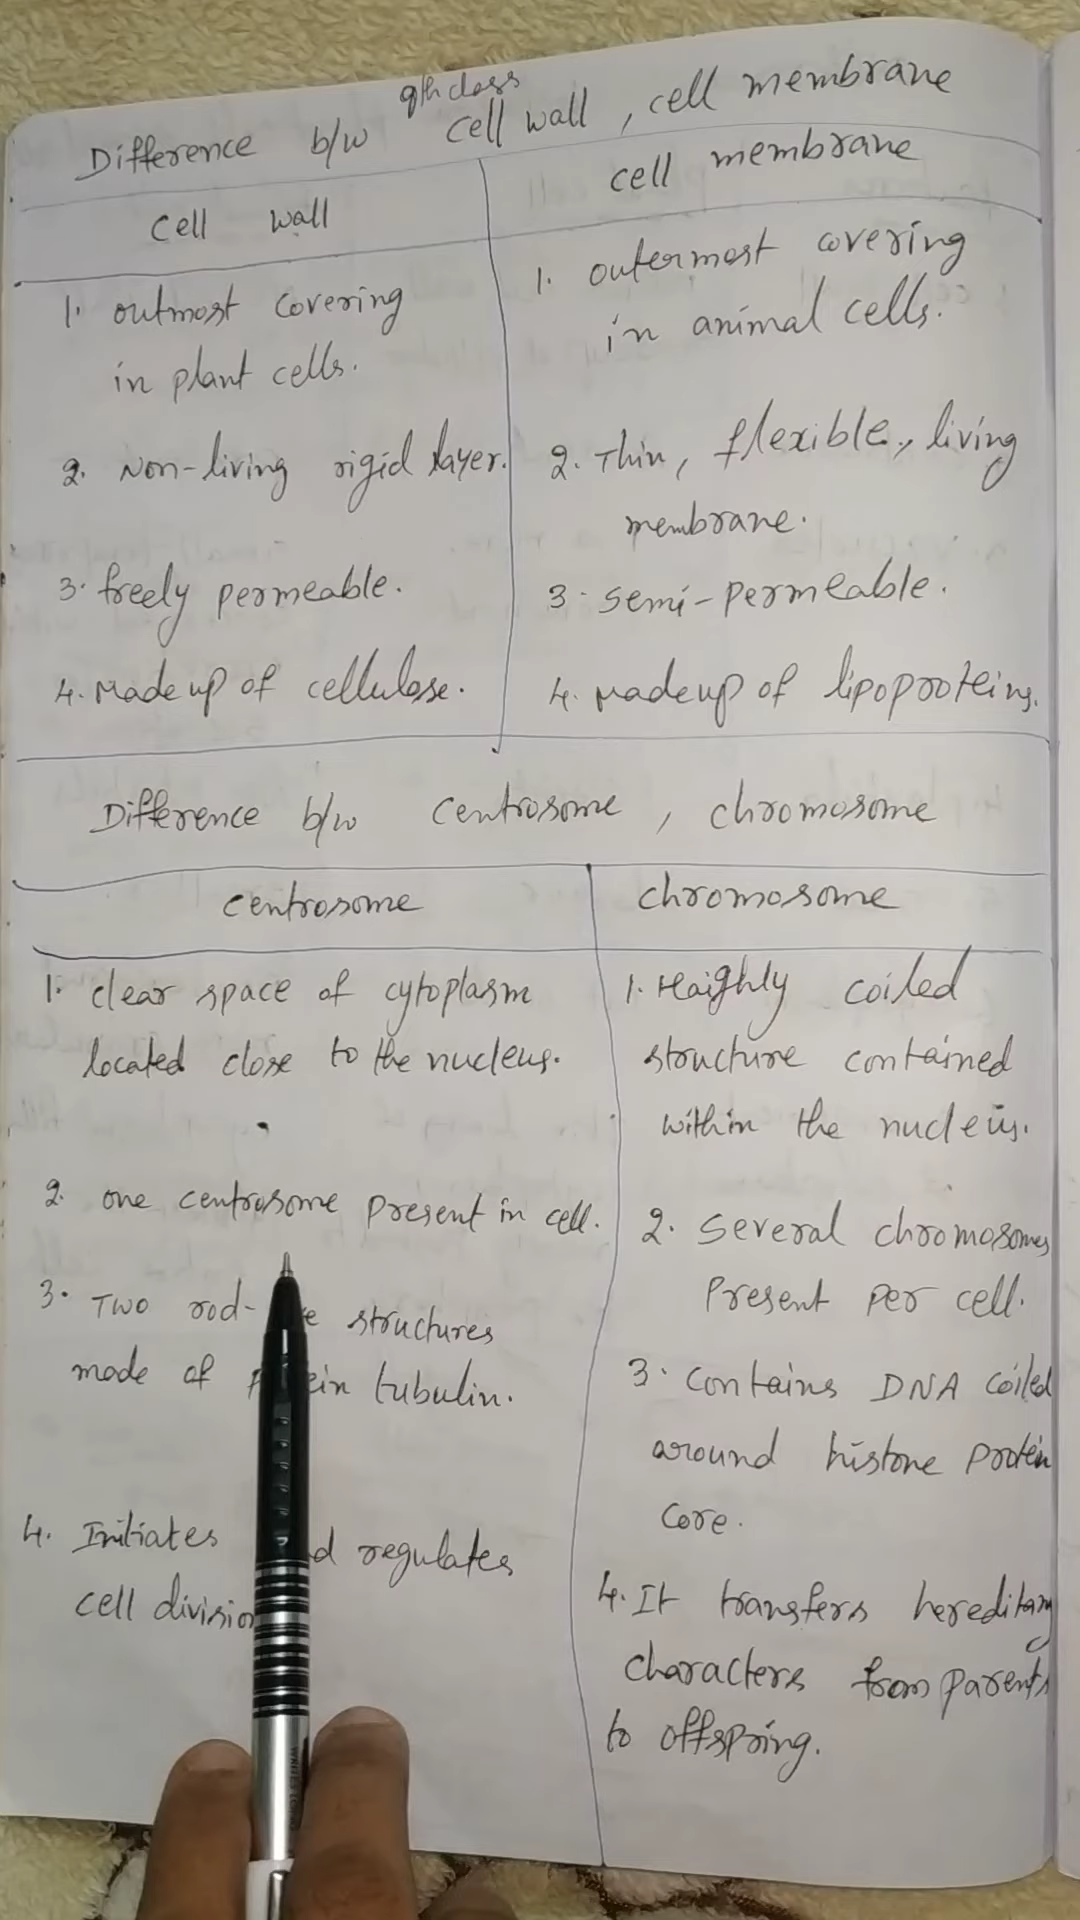 9th class
Difference b/w cell wall, cell membrane
cell wall
1. outmost covering
in plant cells.
2. Non-living rigid layer.
3. freely permeable.
4. Made up of cellulose.
cell membrane
1. outermost covering
in animal cells.
2. Thin, flexible, living
membrane.
3. semi-permeable.
4. Made up of lipoproteins.
Difference b/w centrosome, chromosome
centrosome
1. clear space of cytoplasm
located close to the nucleus.
2. one centrosome present in cell.
3. Two rod- structures
made of tubulin.
4. Initiates regulates
cell division
chromosome
1. Haighly coiled
structure contained
within the nucleus.
2. Several chromosomes
present per cell.
3. contains DNA coiled
around histone protein
core.
4. It transfers hereditary
characters from parents
to offspring.